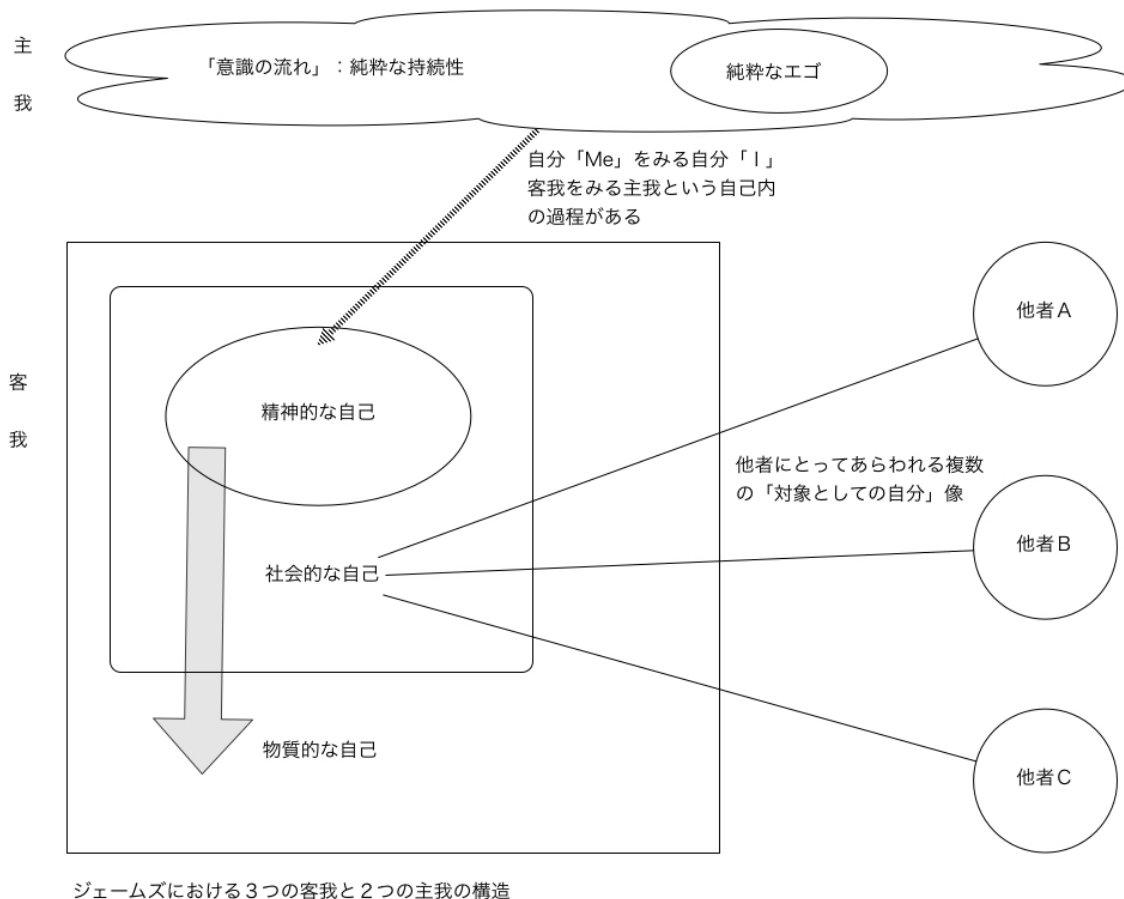 主
我
「意識の流れ」：純粋な持続性
純粋なエゴ
自分「Me」をみる自分「I」
客我をみる主我という自己内
の過程がある
客
我
精神的な自己
社会的な自己
物質的な自己
他者A
他者にとってあらわれる複数
の「対象としての自分」像
他者B
他者C
ジェームズにおける３つの客我と２つの主我の構造